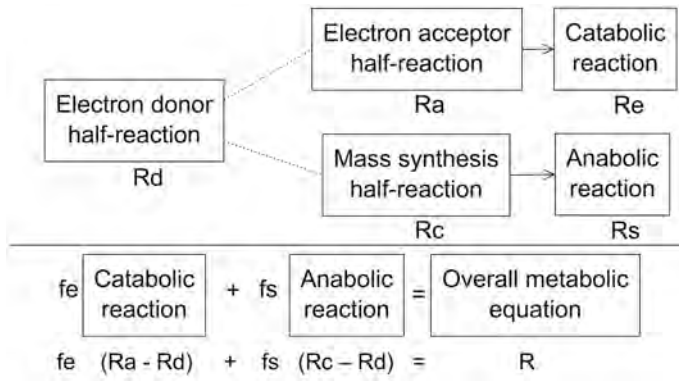 Electron acceptor
half-reaction
Ra
Catabolic
reaction
Re
Electron donor
half-reaction
Rd
Mass synthesis
half-reaction
Rc
Anabolic
reaction
Rs
fe Catabolic reaction + fs Anabolic reaction = Overall metabolic equation
fe (Ra - Rd) + fs (Rc – Rd) = R